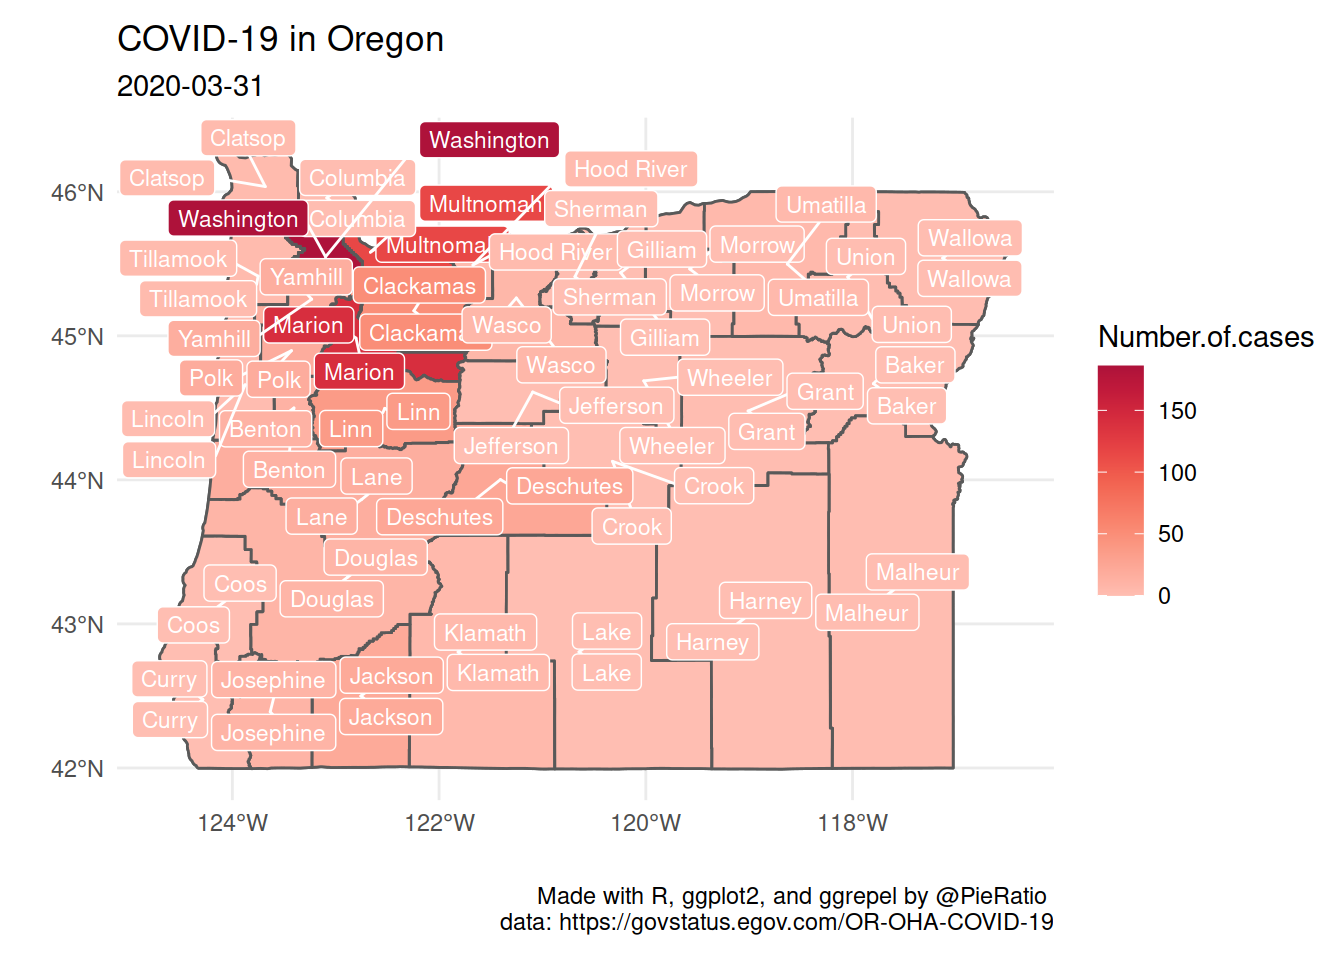 COVID-19 in Oregon
2020-03-31
Clatsop
Washington
Hood River
Clatsop
Columbia
46°N
Multnomah
Sherman
Umatilla
Washington
Columbia
Wallowa
Tillamook
Multnoma
Hood River
Gilliam
Morrow
Union
Wallowa
Yamhill
Clackamas
Tillamook
Sherman
Morrow
Umatilla
Marion
Wasco
Union
45°N
Yamhill
Clackama
Gilliam
Number.of.cases
Polk
Polk
Marion
Wasco
Wheeler
Baker
Grant
Lincoln
Linn
Jefferson
Baker
150
Benton
Linn
Grant
Lincoln
Jefferson
Wheeler
100
44°N
Benton
Lane
Deschutes
Crook
50
Lane
Deschutes
Crook
0
Douglas
Malheur
Coos
Douglas
Harney
Malheur
43°N
Coos
Klamath
Lake
Harney
Curry
Josephine
Jackson
Klamath
Lake
Curry
Josephine
Jackson
42°N
124°W
122°W
120°W
118°W
Made with R, ggplot2, and ggrepel by @PieRatio
data: https://govstatus.egov.com/OR-OHA-COVID-19